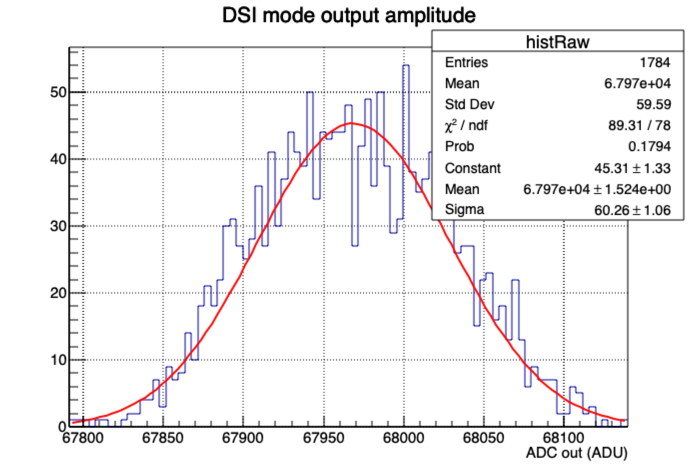 DSI mode output amplitude
histRaw
Entries 1784
Mean 6.797e+04
Std Dev 59.59
χ² / ndf 89.31 / 78
Prob 0.1794
Constant 45.31 ± 1.33
Mean 6.797e+04 ± 1.524e+00
Sigma 60.26 ± 1.06
50
40
30
20
10
0
67800 67850 67900 67950 68000 68050 68100
ADC out (ADU)